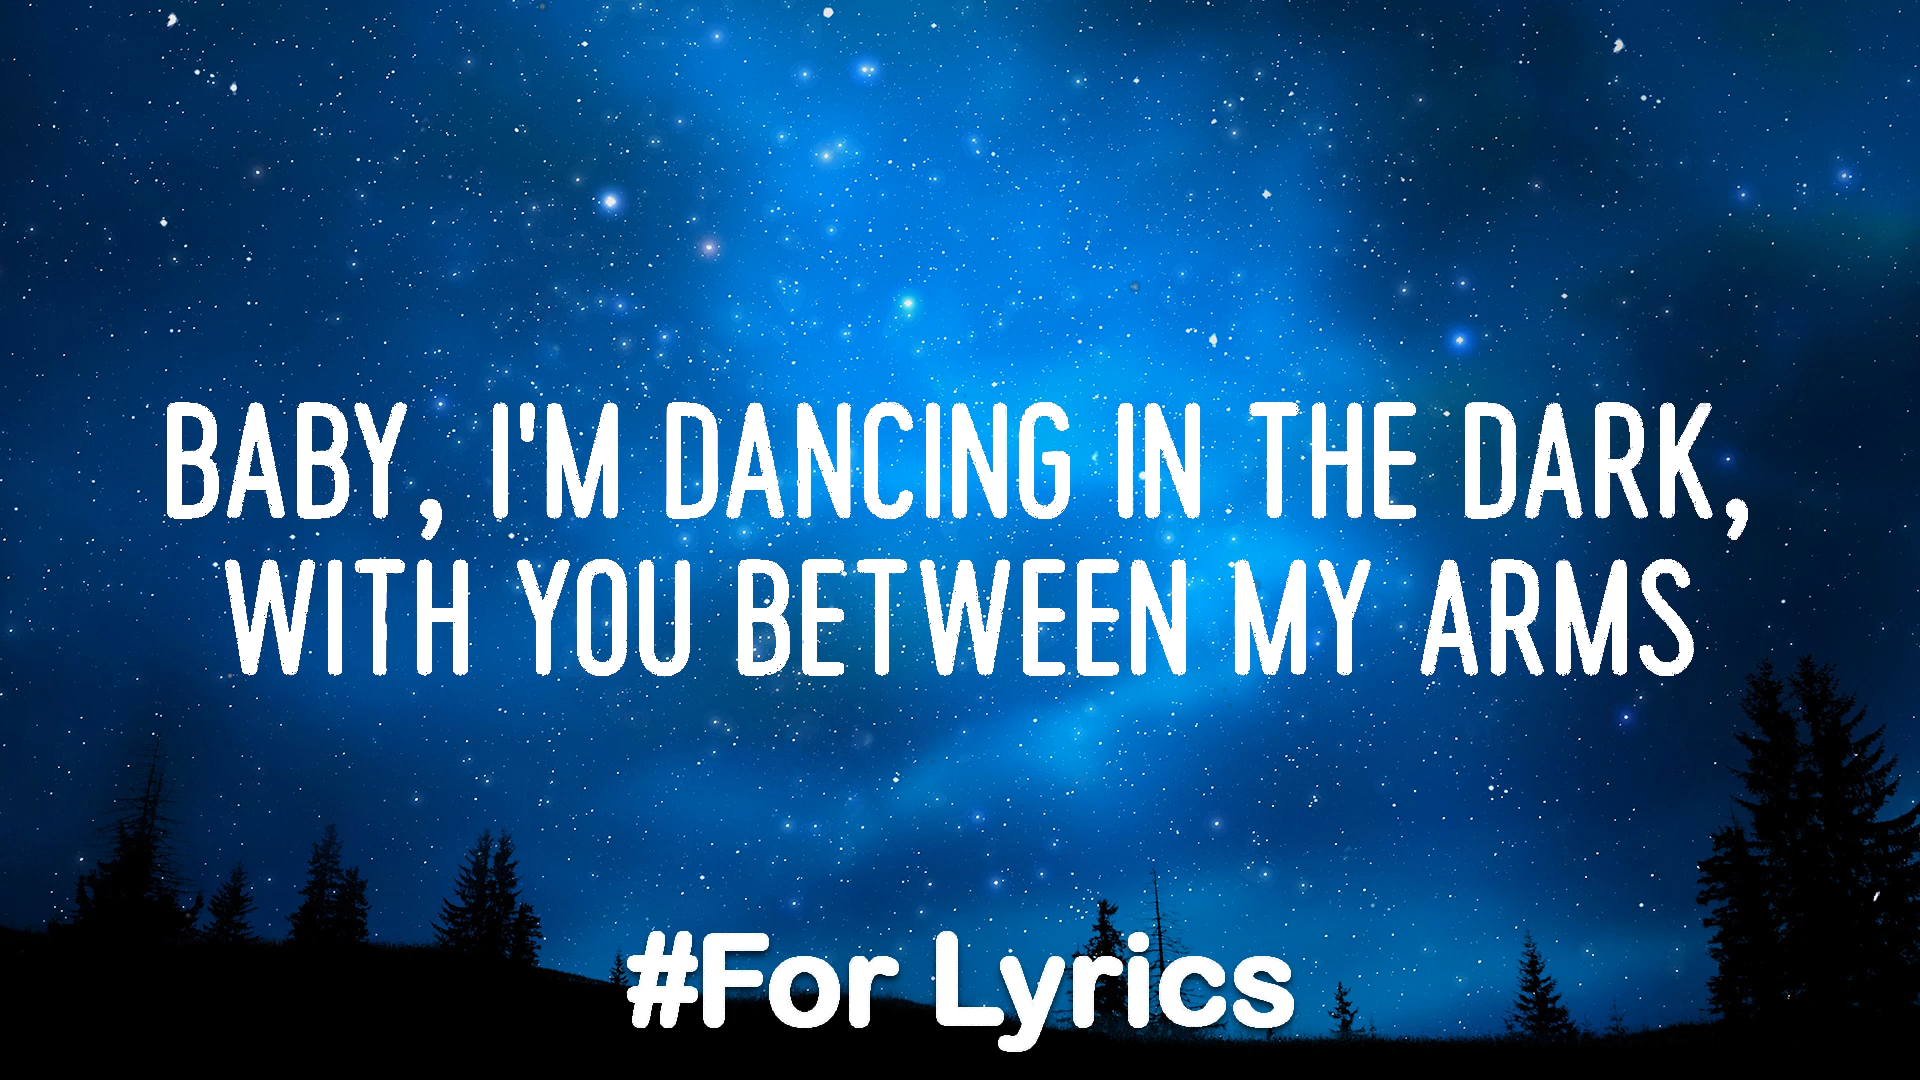 BABY, I'M DANCING IN THE DARK,
WITH YOU BETWEEN MY ARMS
#For Lyrics